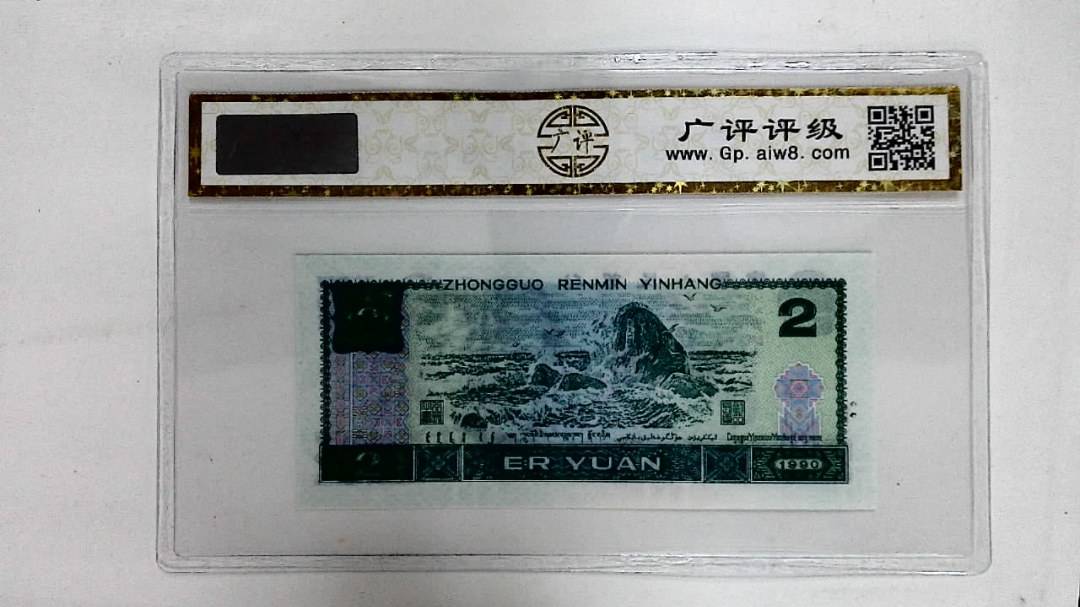 广评
广评评级
www. Gp. aiw8. com
ZHONGGUO RENMIN YINHANG
2
ER YUAN
1990